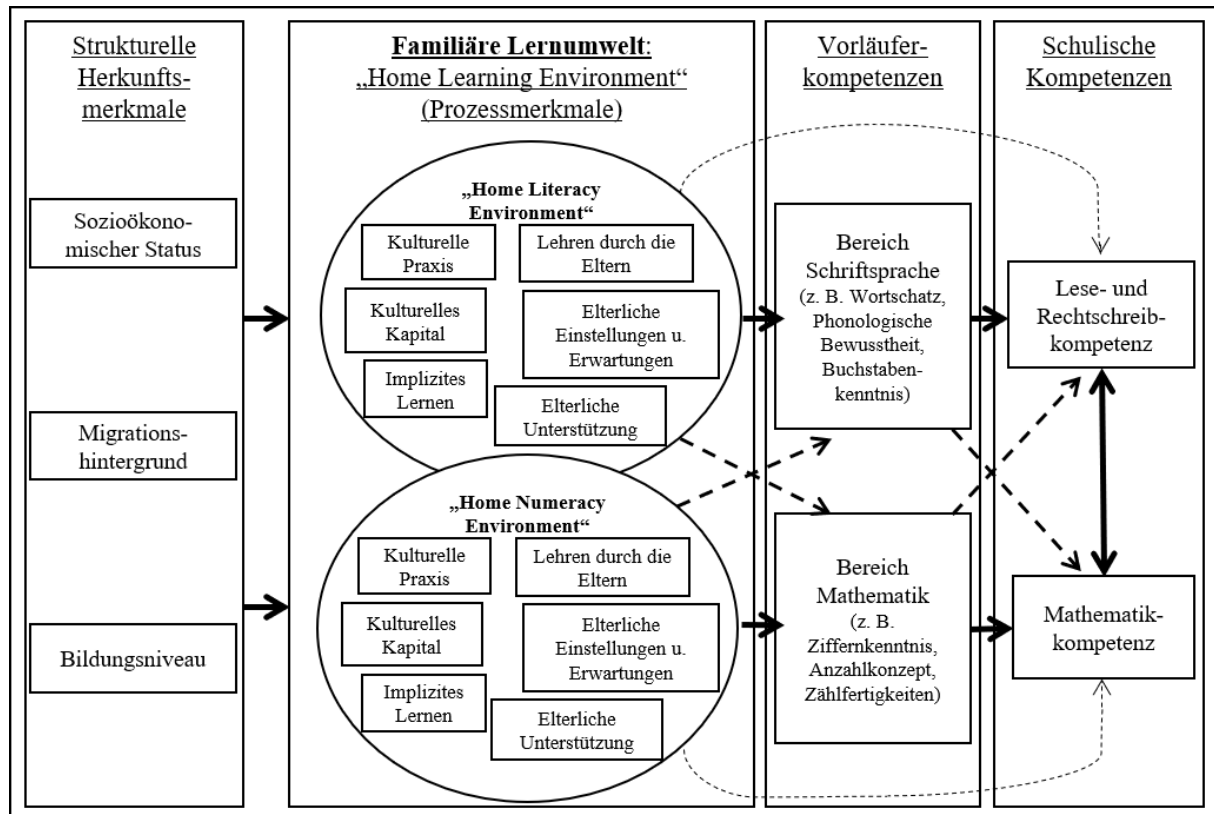 Strukturelle
Herkunfts-
merkmale
Sozioökono-
mischer Status
Migrations-
hintergrund
Bildungsniveau
Familiäre Lernumwelt:
„Home Learning Environment“
(Prozessmerkmale)
„Home Literacy
Environment“
Kulturelle
Praxis
Lehren durch die
Eltern
Kulturelles
Kapital
Elterliche
Einstellungen u.
Erwartungen
Implizites
Lernen
Elterliche
Unterstützung
„Home Numeracy
Environment“
Kulturelle
Praxis
Lehren durch die
Eltern
Kulturelles
Kapital
Elterliche
Einstellungen u.
Erwartungen
Implizites
Lernen
Elterliche
Unterstützung
Vorläufer-
kompetenzen
Bereich
Schriftsprache
(z. B. Wortschatz,
Phonologische
Bewusstheit,
Buchstaben-
kenntnis)
Bereich
Mathematik
(z. B.
Ziffernkenntnis,
Anzahlkonzept,
Zählfertigkeiten)
Schulische
Kompetenzen
Lese- und
Rechtschreib-
kompetenz
Mathematik-
kompetenz